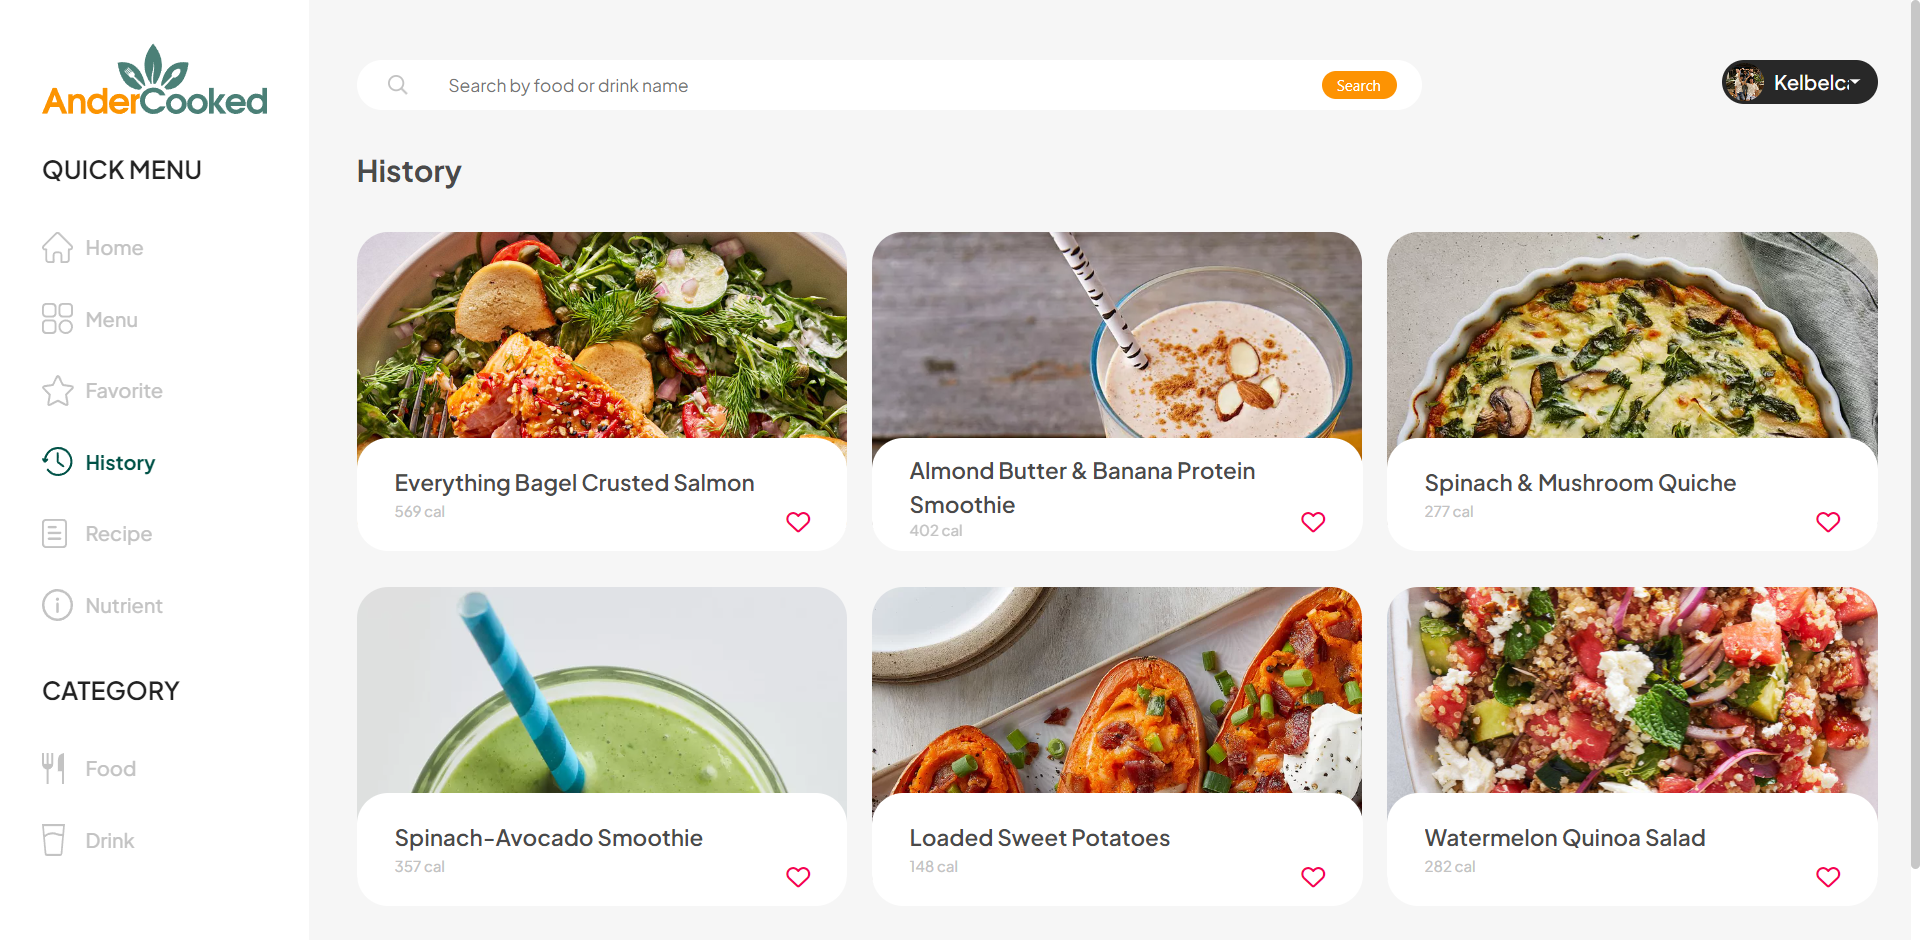 AnderCooked
QUICK MENU
Home
Menu
Favorite
History
Recipe
Nutrient
CATEGORY
Food
Drink
Search by food or drink name
Search
Kelbelc
History
Everything Bagel Crusted Salmon
569 cal
Almond Butter & Banana Protein
Smoothie
402 cal
Spinach & Mushroom Quiche
277 cal
Spinach-Avocado Smoothie
357 cal
Loaded Sweet Potatoes
148 cal
Watermelon Quinoa Salad
282 cal